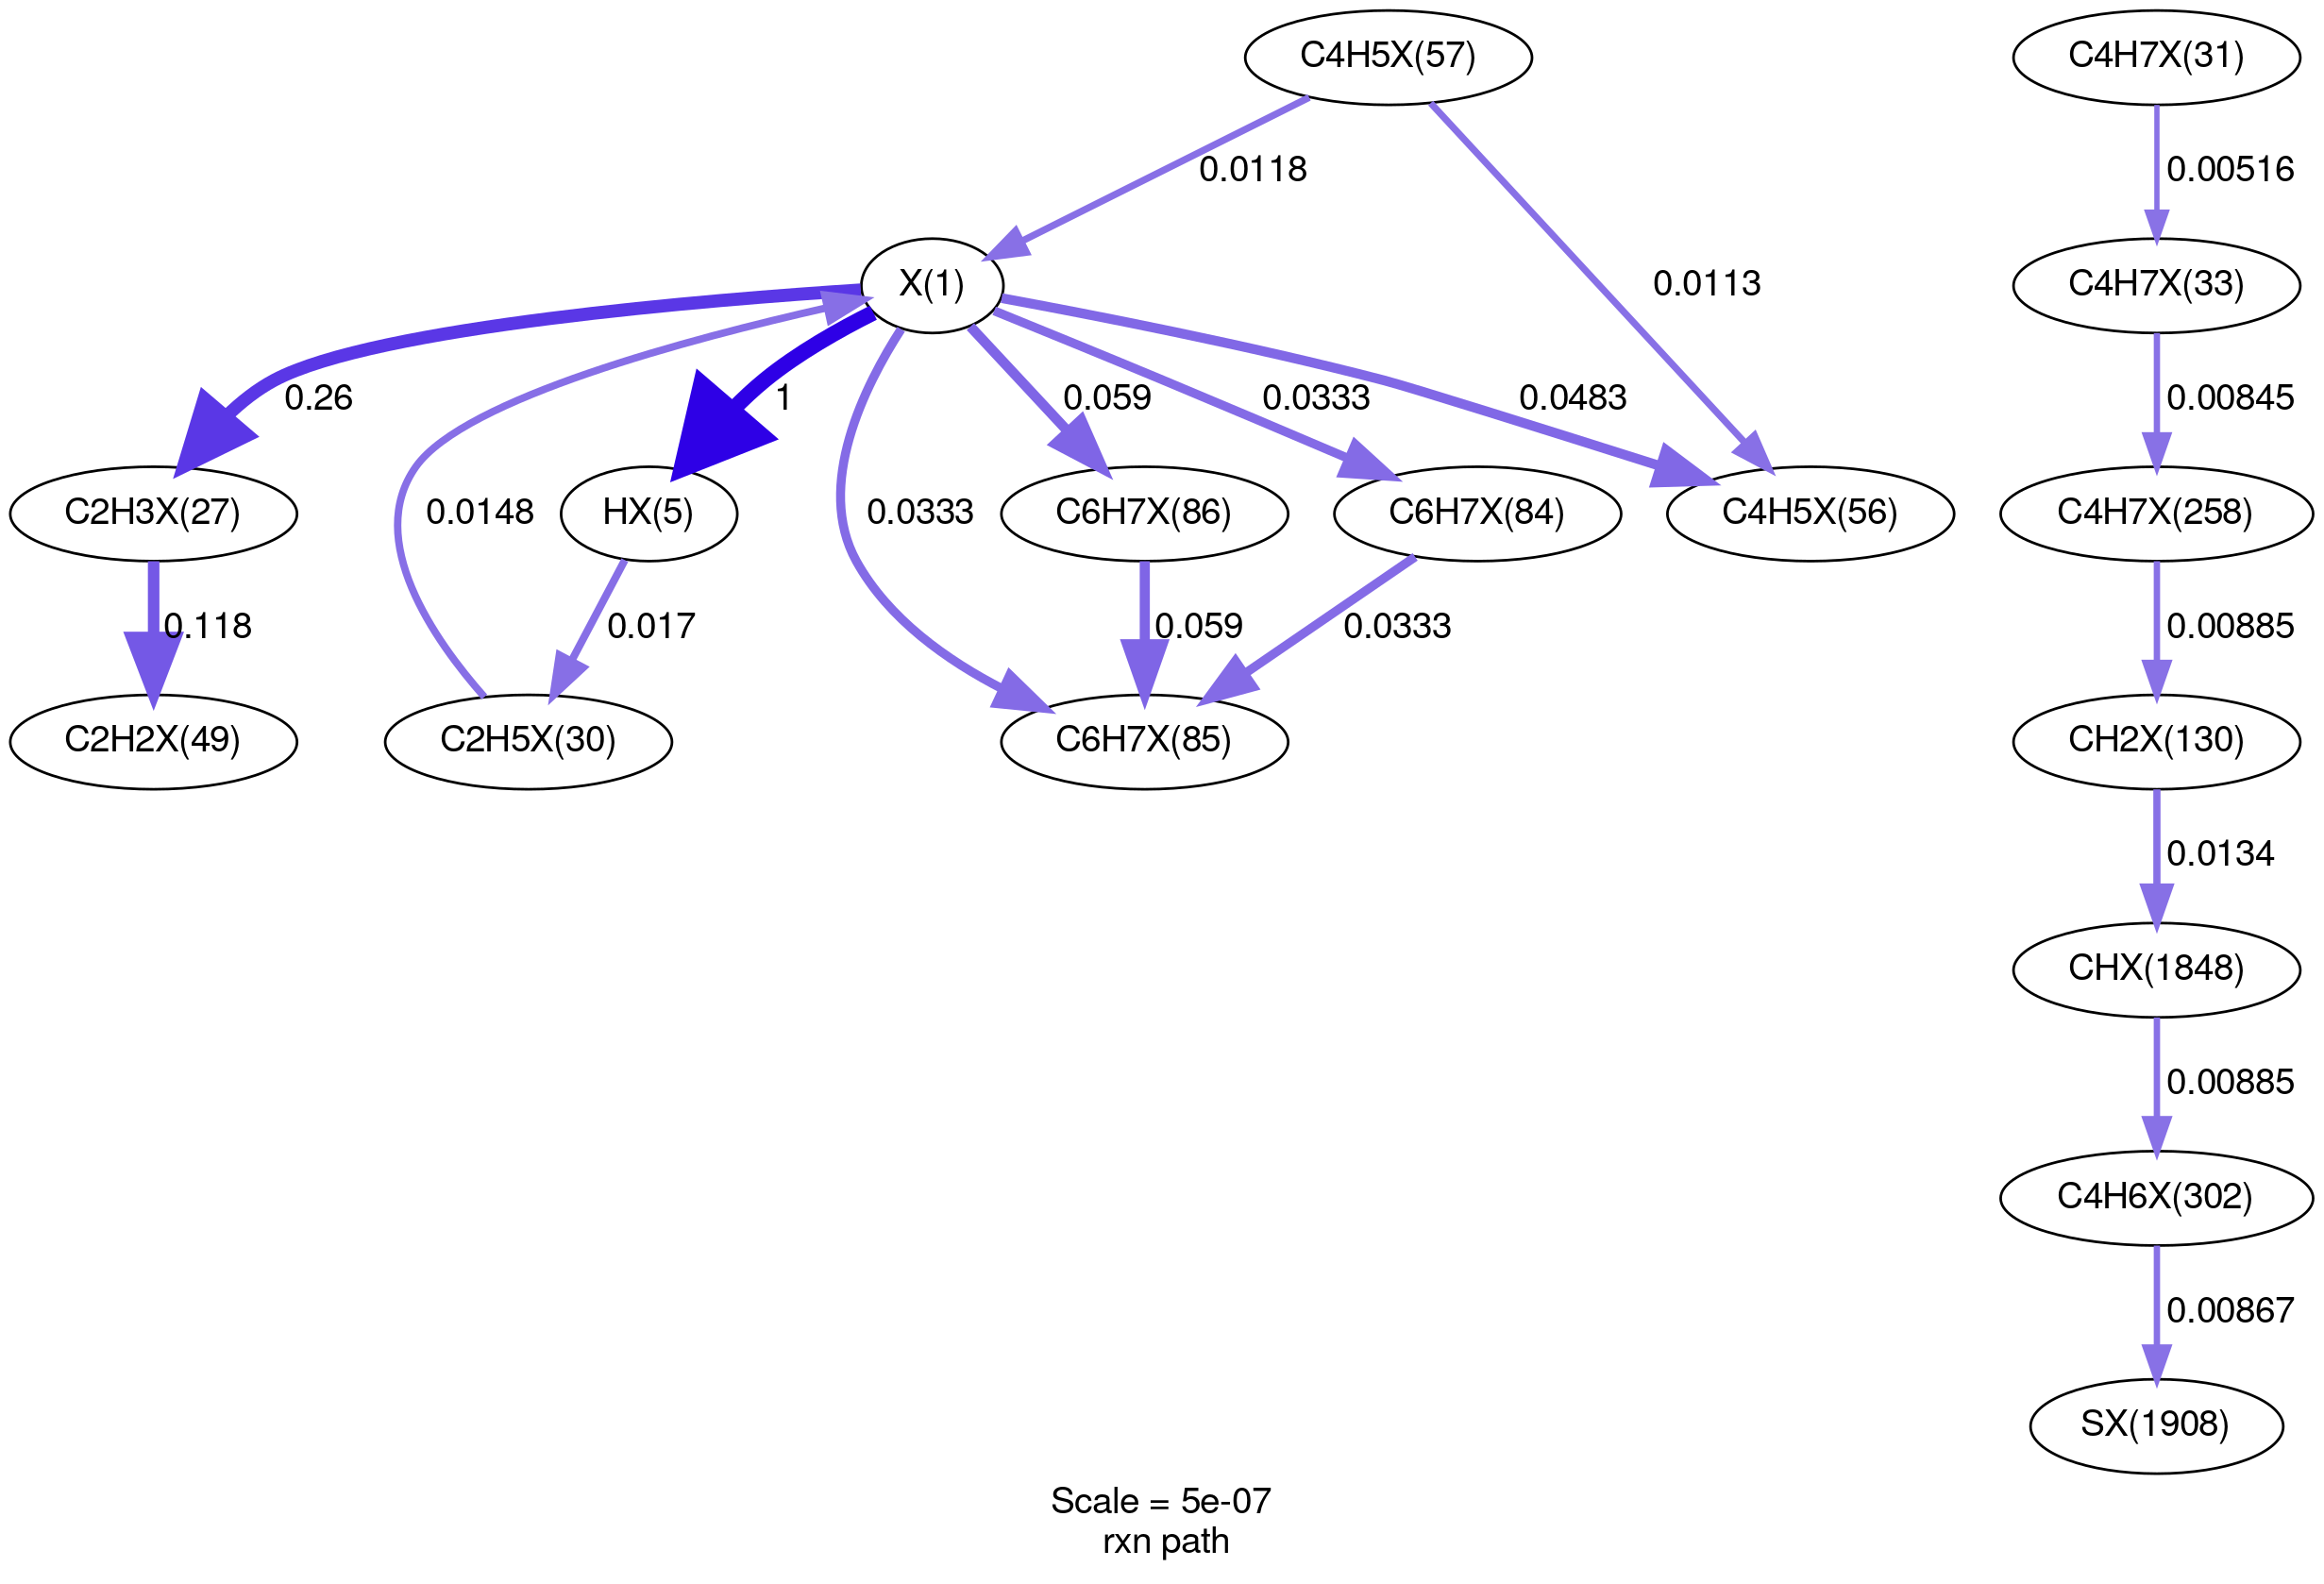 C4H5X(57)
C4H7X(31)
0.0118
0.00516
X(1)
0.0113
C4H7X(33)
0.26
1
0.059
0.0333
0.0483
0.00845
C2H3X(27)
0.0148
HX(5)
0.0333
C6H7X(86)
C6H7X(84)
C4H5X(56)
C4H7X(258)
0.118
0.017
0.059
0.0333
0.00885
C2H2X(49)
C2H5X(30)
C6H7X(85)
CH2X(130)
0.0134
CHX(1848)
0.00885
C4H6X(302)
0.00867
SX(1908)
Scale = 5e-07
rxn path